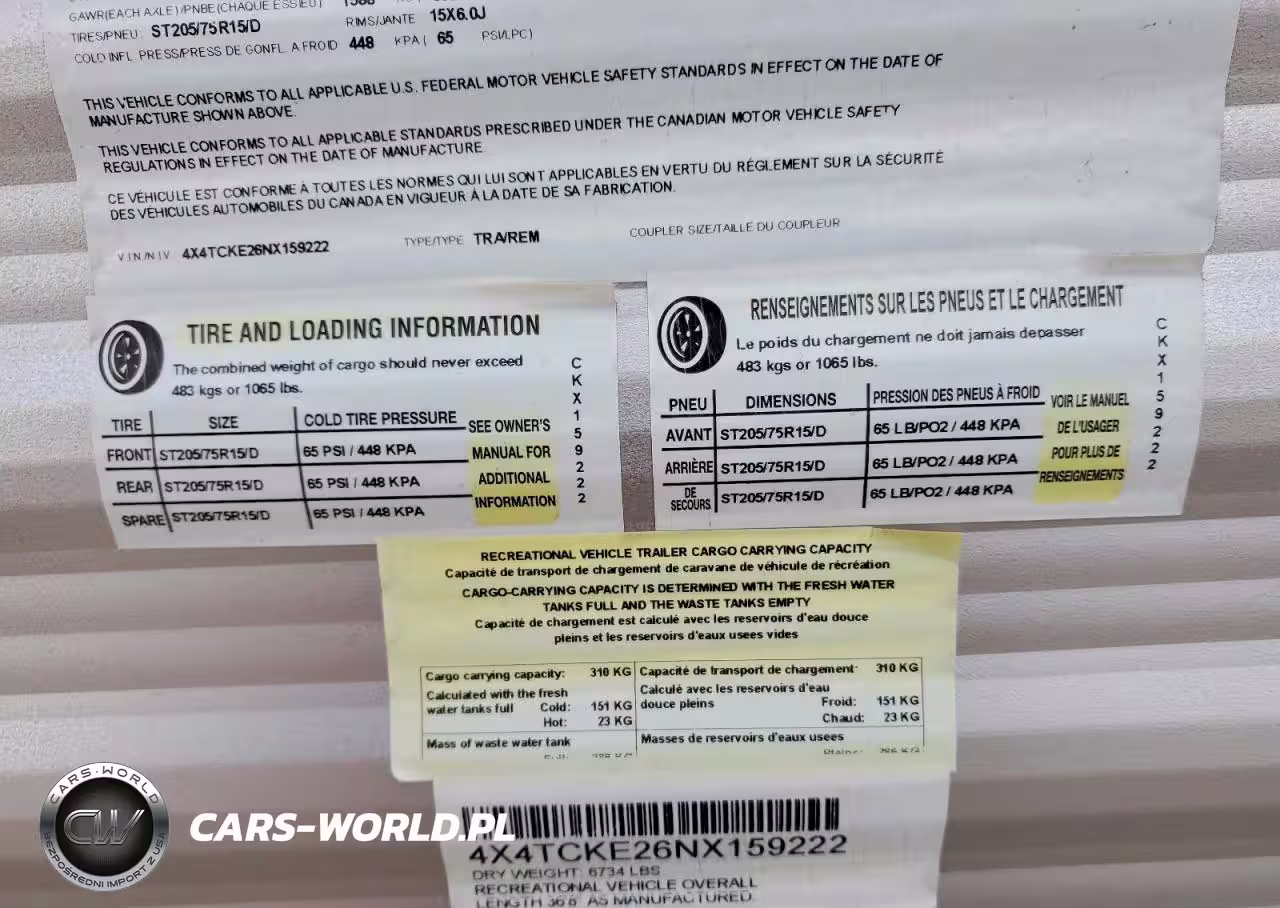 GAWR(EACH AXLE)/PNBE(CHAQUE ESSIEU) 1588
TIRES/PNEU: ST205/75R15/D RIMS/JANTE 15X6.0J
COLD INFL. PRESS/PRESS DE GONFL. A FROID 448 KPA( 65 PSI/LPC)
THIS VEHICLE CONFORMS TO ALL APPLICABLE U.S. FEDERAL MOTOR VEHICLE SAFETY STANDARDS IN EFFECT ON THE DATE OF
MANUFACTURE SHOWN ABOVE.
THIS VEHICLE CONFORMS TO ALL APPLICABLE STANDARDS PRESCRIBED UNDER THE CANADIAN MOTOR VEHICLE SAFETY
REGULATIONS IN EFFECT ON THE DATE OF MANUFACTURE.
CE VÉHICULE EST CONFORME À TOUTES LES NORMES QUI LUI SONT APPLICABLES EN VERTU DU RÉGLEMENT SUR LA SÉCURITÉ
DES VÉHICULES AUTOMOBILES DU CANADA EN VIGUEUR À LA DATE DE SA FABRICATION.
V.I.N./N.I.V. 4X4TCKE26NX159222 TYPE/TYPE TRA/REM COUPLER SIZE/TAILLE DU COUPLEUR
TIRE AND LOADING INFORMATION
The combined weight of cargo should never exceed
483 kgs or 1065 lbs.
TIRE SIZE COLD TIRE PRESSURE SEE OWNER'S
FRONT ST205/75R15/D 65 PSI / 448 KPA MANUAL FOR
REAR ST205/75R15/D 65 PSI / 448 KPA ADDITIONAL
SPARE ST205/75R15/D 65 PSI / 448 KPA INFORMATION
CKX159222
RENSEIGNEMENTS SUR LES PNEUS ET LE CHARGEMENT
Le poids du chargement ne doit jamais depasser
483 kgs or 1065 lbs.
PNEU DIMENSIONS PRESSION DES PNEUS À FROID VOIR LE MANUEL
AVANT ST205/75R15/D 65 LB/PO2 / 448 KPA DE L'USAGER
ARRIÈRE ST205/75R15/D 65 LB/PO2 / 448 KPA POUR PLUS DE
DE SECOURS ST205/75R15/D 65 LB/PO2 / 448 KPA RENSEIGNEMENTS
CKX159222
RECREATIONAL VEHICLE TRAILER CARGO CARRYING CAPACITY
Capacité de transport de chargement de caravane de véhicule de récréation
CARGO-CARRYING CAPACITY IS DETERMINED WITH THE FRESH WATER
TANKS FULL AND THE WASTE TANKS EMPTY
Capacité de chargement est calculé avec les reservoirs d'eau douce
pleins et les reservoirs d'eaux usees vides
Cargo carrying capacity: 310 KG Capacité de transport de chargement: 310 KG
Calculated with the fresh Calculé avec les reservoirs d'eau
water tanks full Cold: 151 KG douce pleins Froid: 151 KG
Hot: 23 KG Chaud: 23 KG
Mass of waste water tank Masses de reservoirs d'eaux usees
4X4TCKE26NX159222
DRY WEIGHT: 6734 LBS
RECREATIONAL VEHICLE OVERALL
LENGTH 36'8" AS MANUFACTURED
CARS-WORLD
CW
BEZPOŚREDNI IMPORT Z USA
CARS-WORLD.PL